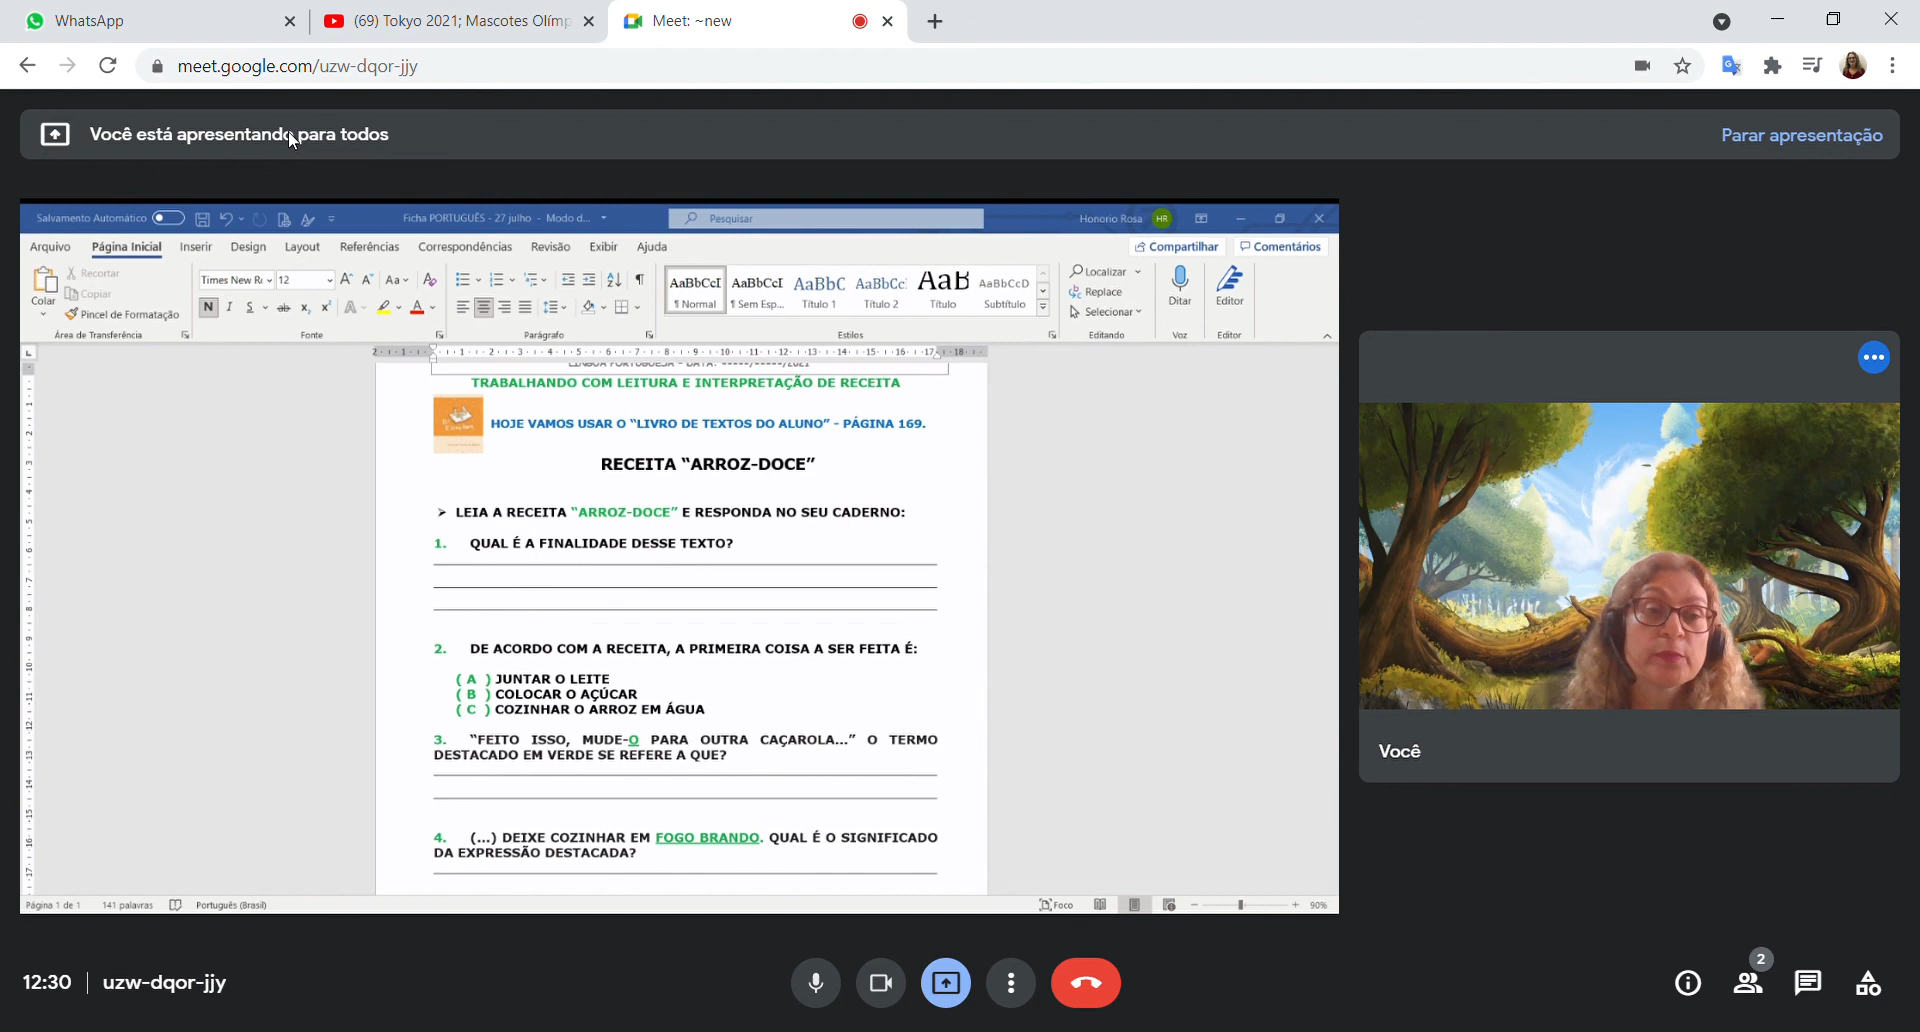 WhatsApp
(69) Tokyo 2021; Mascotes Olímp
Meet: ~new
meet.google.com/uzw-dqor-jjy
Você está apresentando para todos
Parar apresentação
Salvamento Automático
Ficha PORTUGUÊS - 27 julho - Modo d...
Pesquisar
Honorio Rosa
HR
Arquivo
Página Inicial
Inserir
Design
Layout
Referências
Correspondências
Revisão
Exibir
Ajuda
Compartilhar
Comentários
Colar
Recortar
Copiar
Pincel de Formatação
Área de Transferência
Times New R
12
Fonte
Parágrafo
AaBbCcI
¶ Normal
AaBbCcI
¶ Sem Esp...
AaBbC
Título 1
AaBbCc
Título 2
AaB
Título
AaBbCcD
Subtítulo
Estilos
Localizar
Replace
Selecionar
Editando
Ditar
Voz
Editor
Editor
TRABALHANDO COM LEITURA E INTERPRETAÇÃO DE RECEITA
HOJE VAMOS USAR O “LIVRO DE TEXTOS DO ALUNO” - PÁGINA 169.
RECEITA “ARROZ-DOCE”
➢ LEIA A RECEITA “ARROZ-DOCE” E RESPONDA NO SEU CADERNO:
1. QUAL É A FINALIDADE DESSE TEXTO?
2. DE ACORDO COM A RECEITA, A PRIMEIRA COISA A SER FEITA É:
( A ) JUNTAR O LEITE
( B ) COLOCAR O AÇÚCAR
( C ) COZINHAR O ARROZ EM ÁGUA
3. “FEITO ISSO, MUDE-O PARA OUTRA CAÇAROLA...” O TERMO
DESTACADO EM VERDE SE REFERE A QUE?
4. (...) DEIXE COZINHAR EM FOGO BRANDO. QUAL É O SIGNIFICADO
DA EXPRESSÃO DESTACADA?
Página 1 de 1
141 palavras
Português (Brasil)
Foco
90%
Você
12:30
uzw-dqor-jjy
2